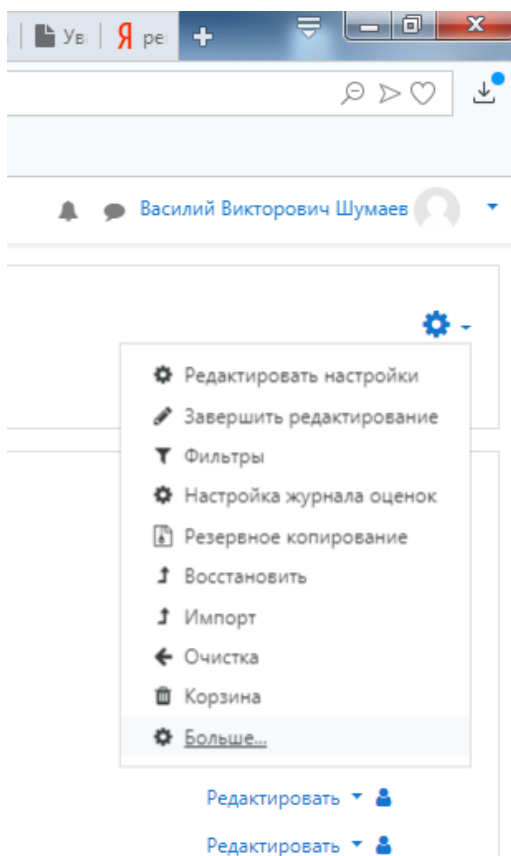 Ув. Я ре
Василий Викторович Шумаев
Редактировать настройки
Завершить редактирование
Фильтры
Настройка журнала оценок
Резервное копирование
Восстановить
Импорт
Очистка
Корзина
Больше...
Редактировать
Редактировать